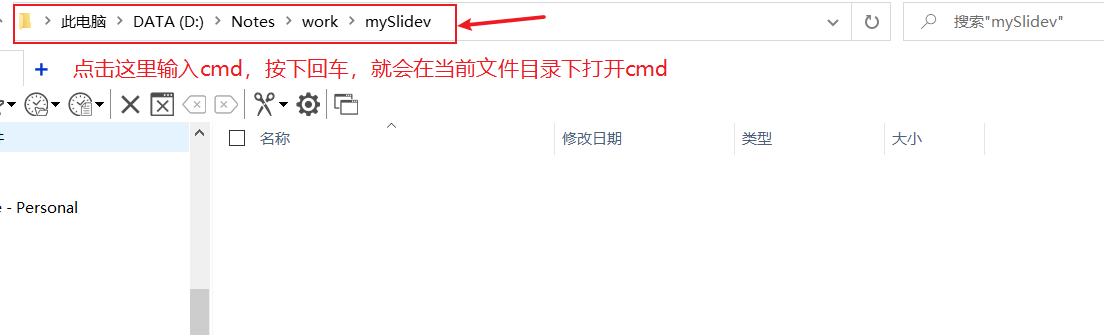 此电脑 > DATA (D:) > Notes > work > mySlidev
搜索"mySlidev"
点击这里输入cmd，按下回车，就会在当前文件目录下打开cmd
名称 修改日期 类型 大小
- Personal